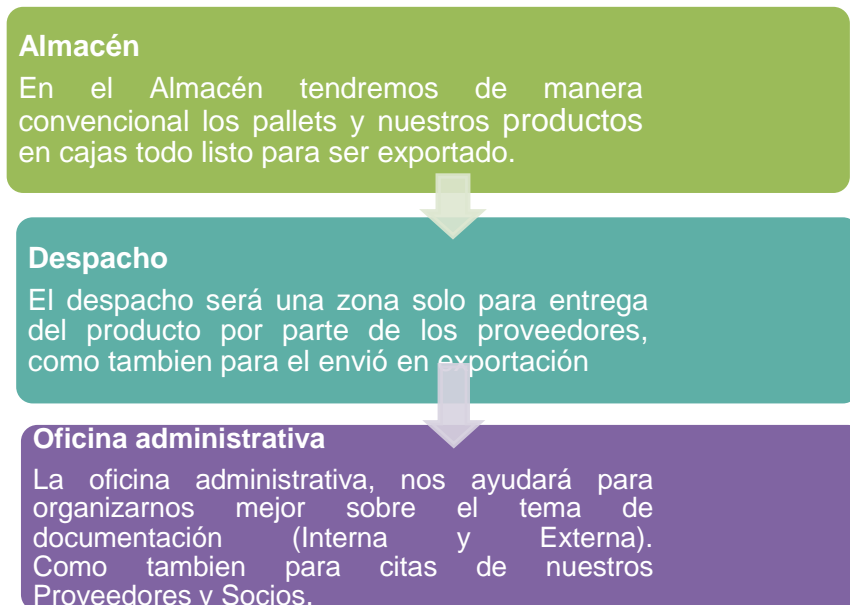 Almacén
En el Almacén tendremos de manera
convencional los pallets y nuestros productos
en cajas todo listo para ser exportado.
Despacho
El despacho será una zona solo para entrega
del producto por parte de los proveedores,
como tambien para el envió en exportación
Oficina administrativa
La oficina administrativa, nos ayudará para
organizarnos mejor sobre el tema de
documentación (Interna y Externa).
Como tambien para citas de nuestros
Proveedores y Socios.